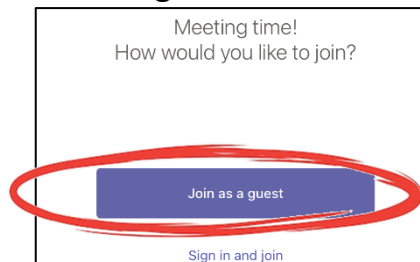 Meeting time!
How would you like to join?
Join as a guest
Sign in and join